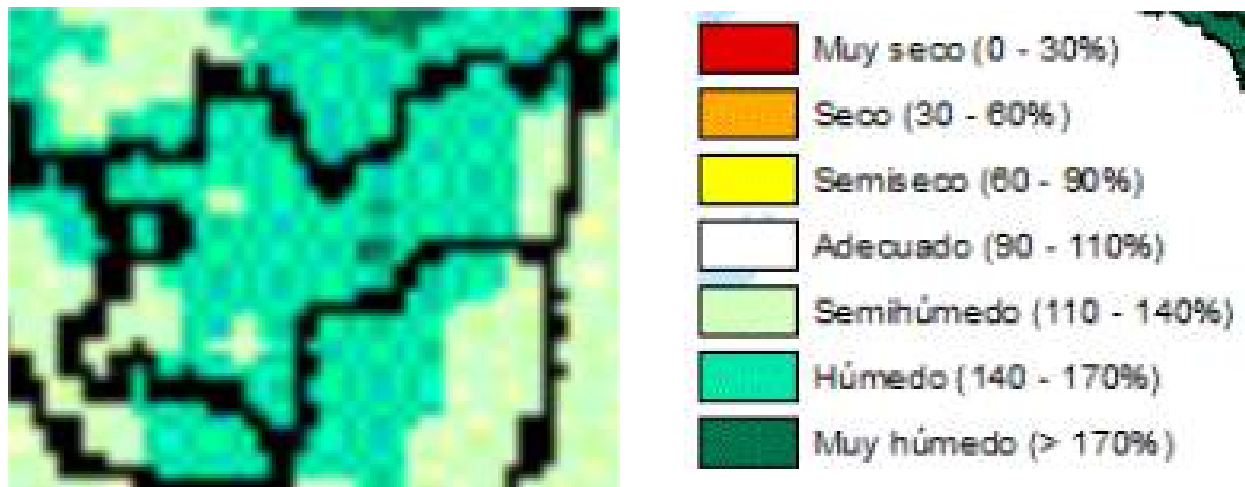 Muy seco (0 - 30%)
Seco (30 - 60%)
Semiseco (60 - 90%)
Adecuado (90 - 110%)
Semihúmedo (110 - 140%)
Húmedo (140 - 170%)
Muy húmedo (> 170%)